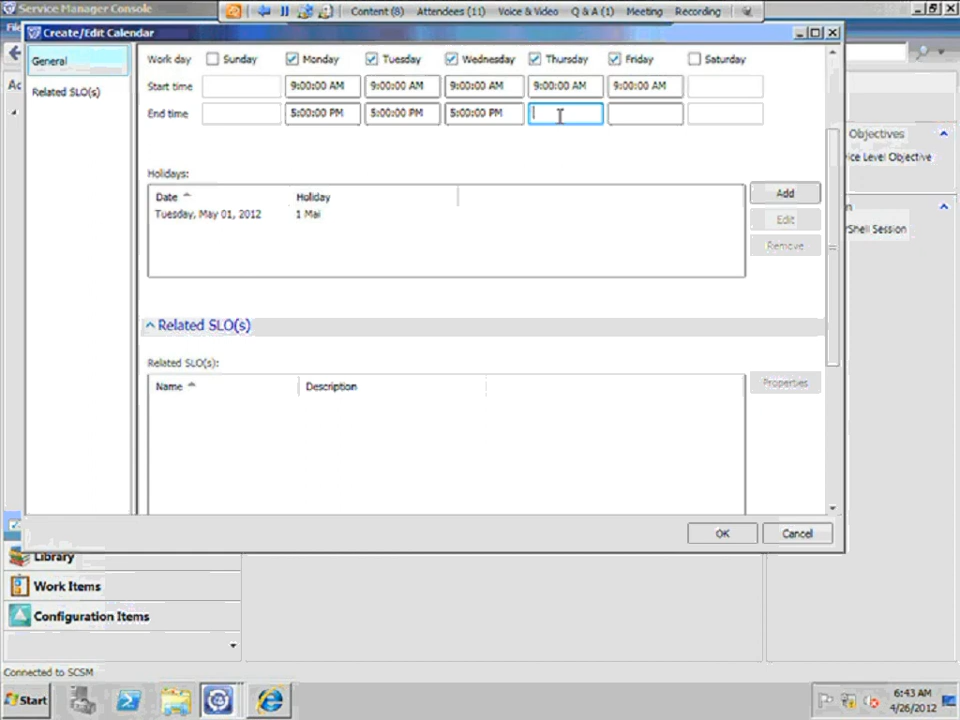 Service Manager Console
Content (8) Attendees (11) Voice & Video Q & A (1) Meeting Recording
Create/Edit Calendar
General
Related SLO(s)
Work day Sunday Monday Tuesday Wednesday Thursday Friday Saturday
Start time 9:00:00 AM 9:00:00 AM 9:00:00 AM 9:00:00 AM 9:00:00 AM
End time 5:00:00 PM 5:00:00 PM 5:00:00 PM
Holidays:
Date Holiday
Tuesday, May 01, 2012 1 Mai
Add
Edit
Remove
Related SLO(s)
Related SLO(s):
Name Description
Properties
OK Cancel
Objectives
ice Level Objective
n
rShell Session
Library
Work Items
Configuration Items
Connected to SCSM
Start
6:43 AM
4/26/2012